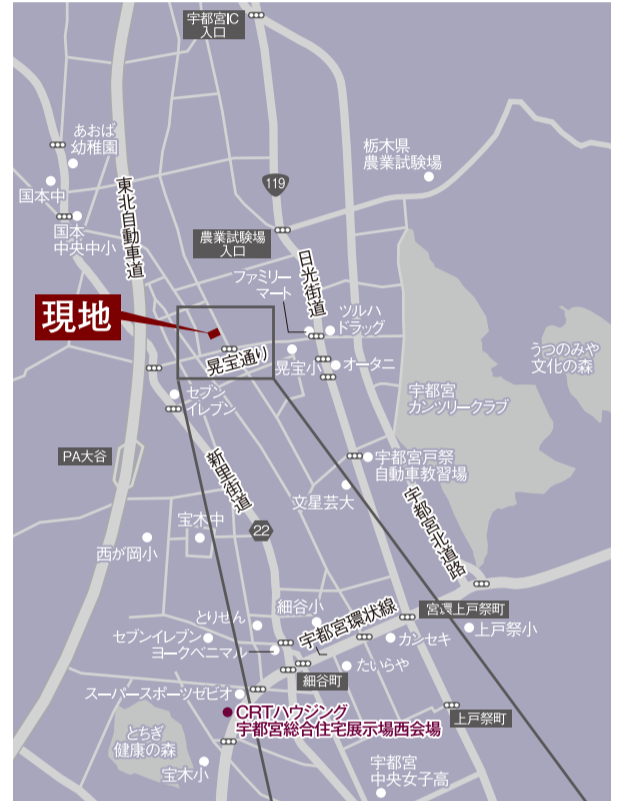 宇都宮IC
入口
あおば
幼稚園
国本中
国本
中央中小
東北自動車道
119
栃木県
農業試験場
農業試験場
入口
日光街道
ファミリー
マート
ツルハ
ドラッグ
現地
晃宝通り
晃宝小
オータニ
うつのみや
文化の森
宇都宮
カンツリークラブ
セブン
イレブン
PA大谷
新里街道
宇都宮戸祭
自動車教習場
文星芸大
宇都宮北道路
宝木中
22
西が岡小
とりせん
細谷小
宇都宮環状線
宮環上戸祭町
セブンイレブン
ヨークベニマル
カンセキ
上戸祭小
たいらや
細谷町
スーパースポーツゼビオ
CRTハウジング
宇都宮総合住宅展示場西会場
上戸祭町
とちぎ
健康の森
宝木小
宇都宮
中央女子高